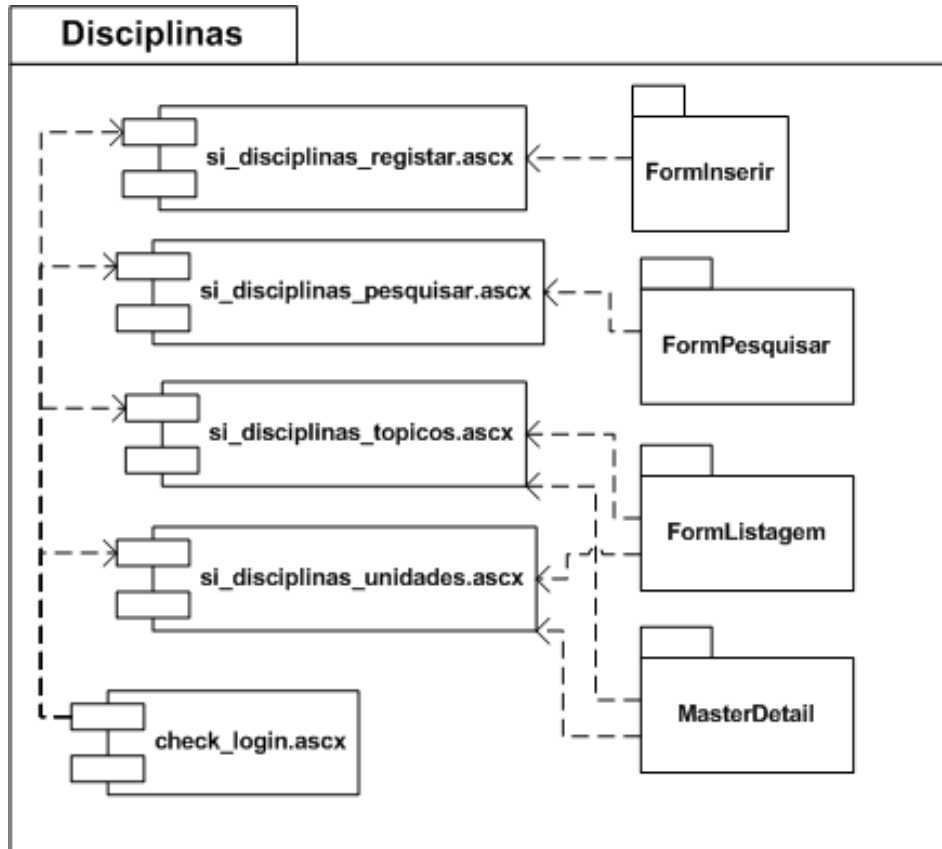 Disciplinas
si_disciplinas_registar.ascx
FormInserir
si_disciplinas_pesquisar.ascx
FormPesquisar
si_disciplinas_topicos.ascx
FormListagem
si_disciplinas_unidades.ascx
MasterDetail
check_login.ascx